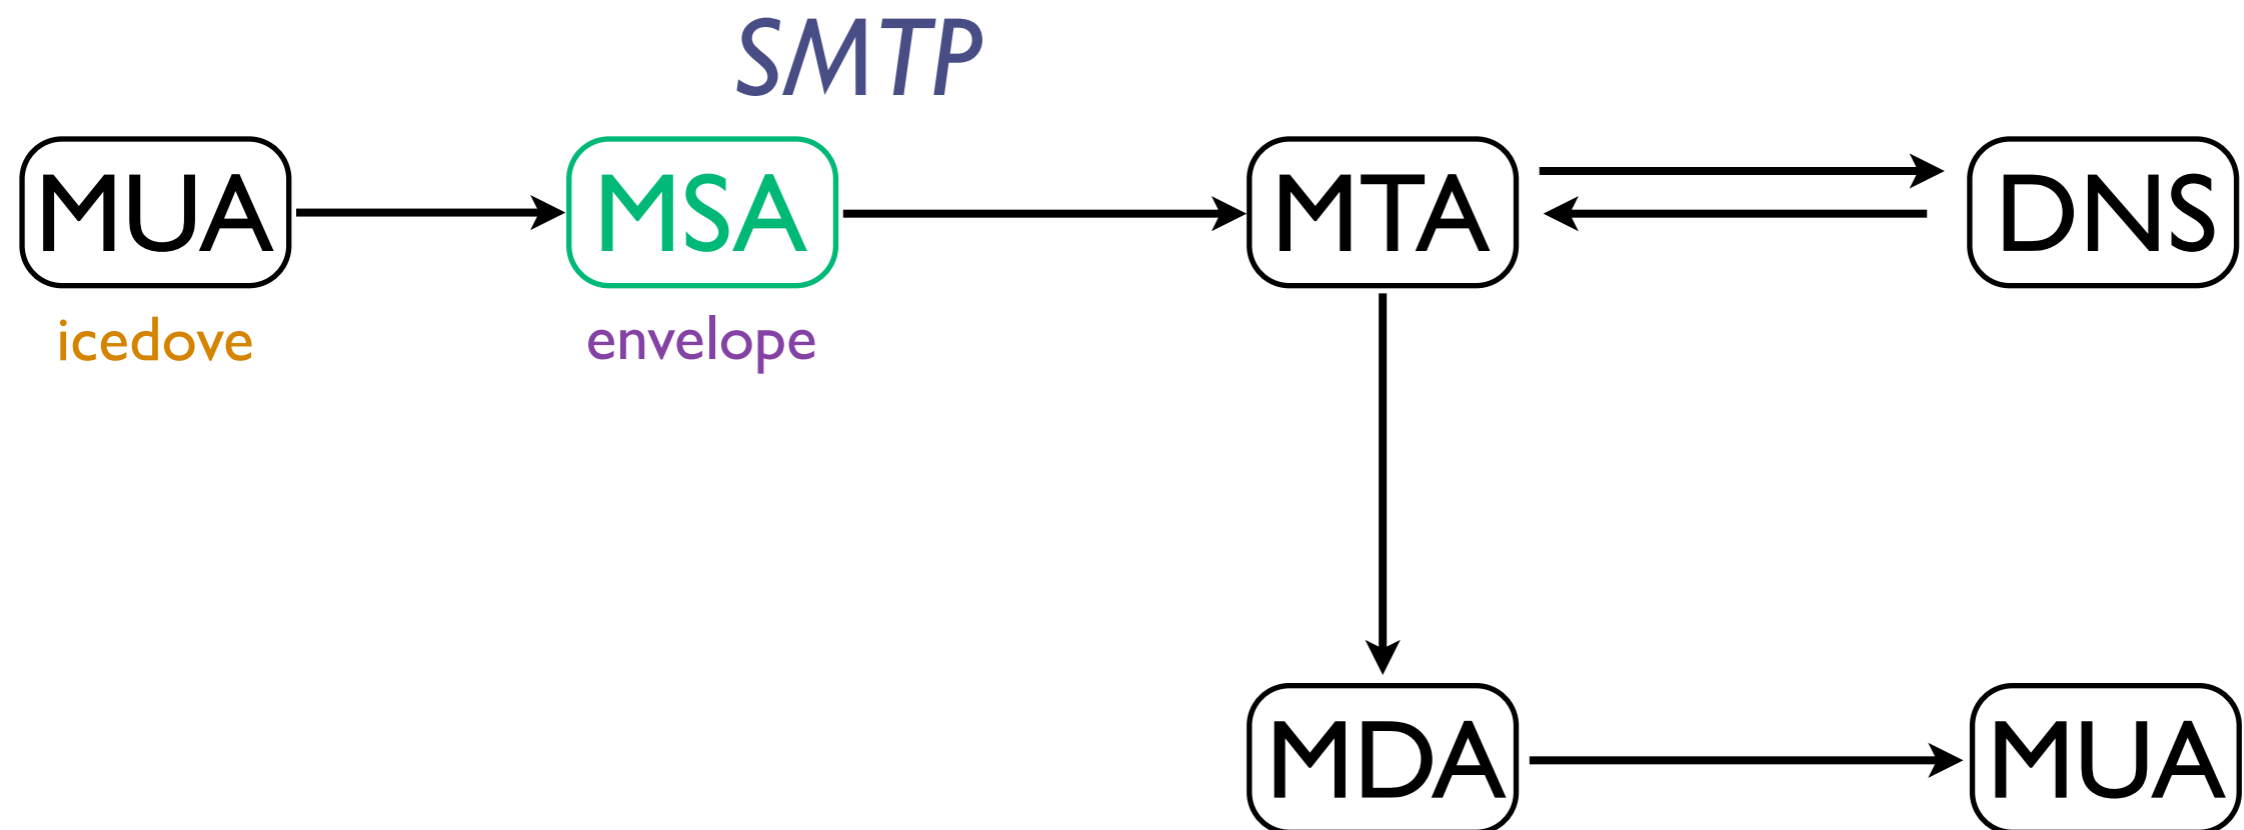 SMTP
MUA
MSA
MTA
DNS
icedove
envelope
MDA
MUA